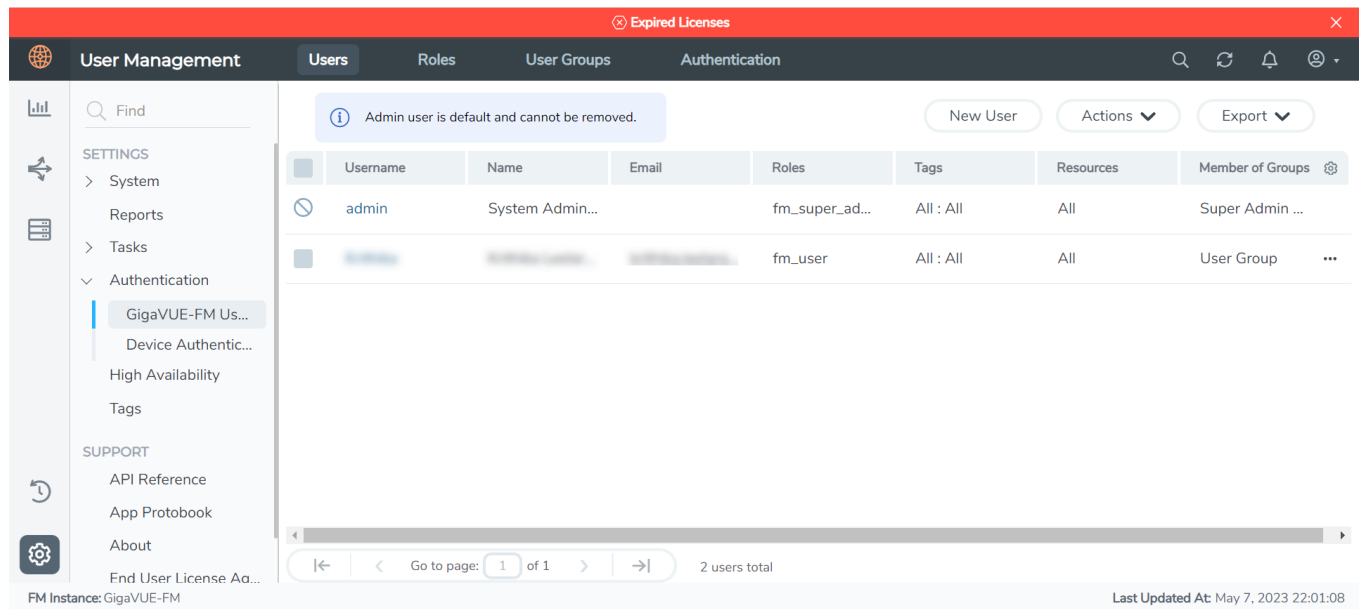 Expired Licenses
User Management Users Roles User Groups Authentication
Find
SETTINGS
System
Reports
Tasks
Authentication
GigaVUE-FM Us...
Device Authentic...
High Availability
Tags
SUPPORT
API Reference
App Protobook
About
End User License Ag...
Admin user is default and cannot be removed.
New User Actions Export
Username Name Email Roles Tags Resources Member of Groups
admin System Admin... fm_super_ad... All : All All Super Admin ...
fm_user All : All All User Group
Go to page: 1 of 1 2 users total
FM Instance: GigaVUE-FM Last Updated At: May 7, 2023 22:01:08